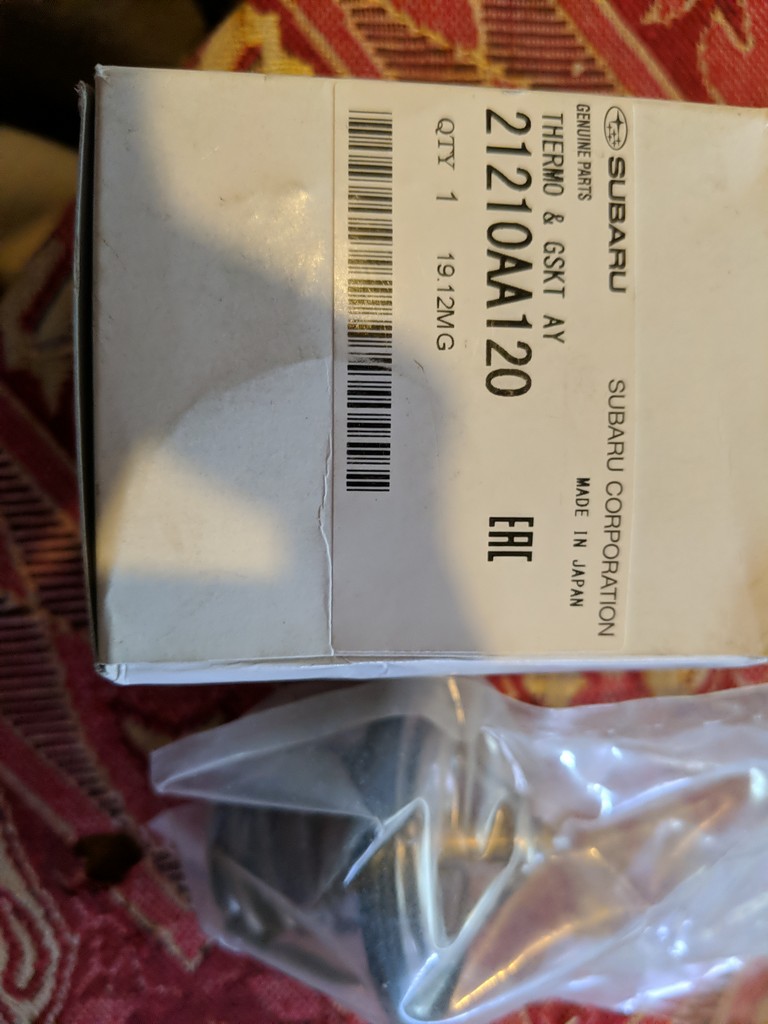 SUBARU SUBARU CORPORATION
GENUINE PARTS MADE IN JAPAN
THERMO & GSKT AY
21210AA120 EAC
QTY 1 19.12MG